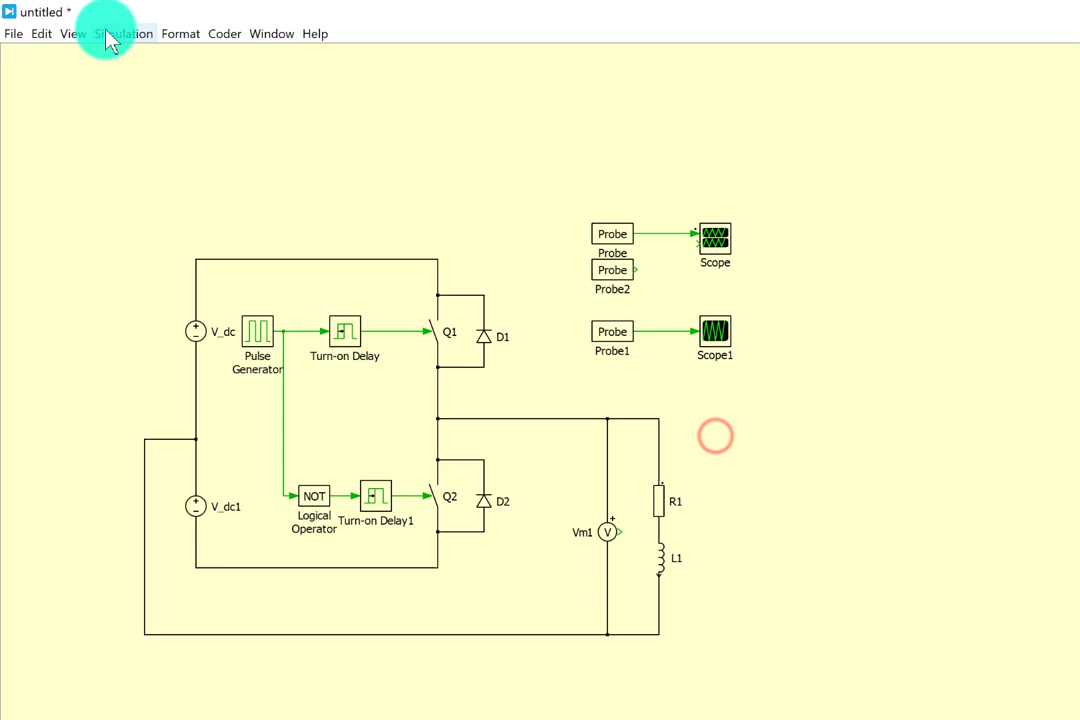 untitled *
File Edit View Simulation Format Coder Window Help
Probe
Probe
Scope
Probe
Probe2
V_dc
Pulse
Generator
Turn-on Delay
Q1
D1
Probe
Probe1
Scope1
V_dc1
NOT
Logical
Operator
Turn-on Delay1
Q2
D2
Vm1
V
R1
L1